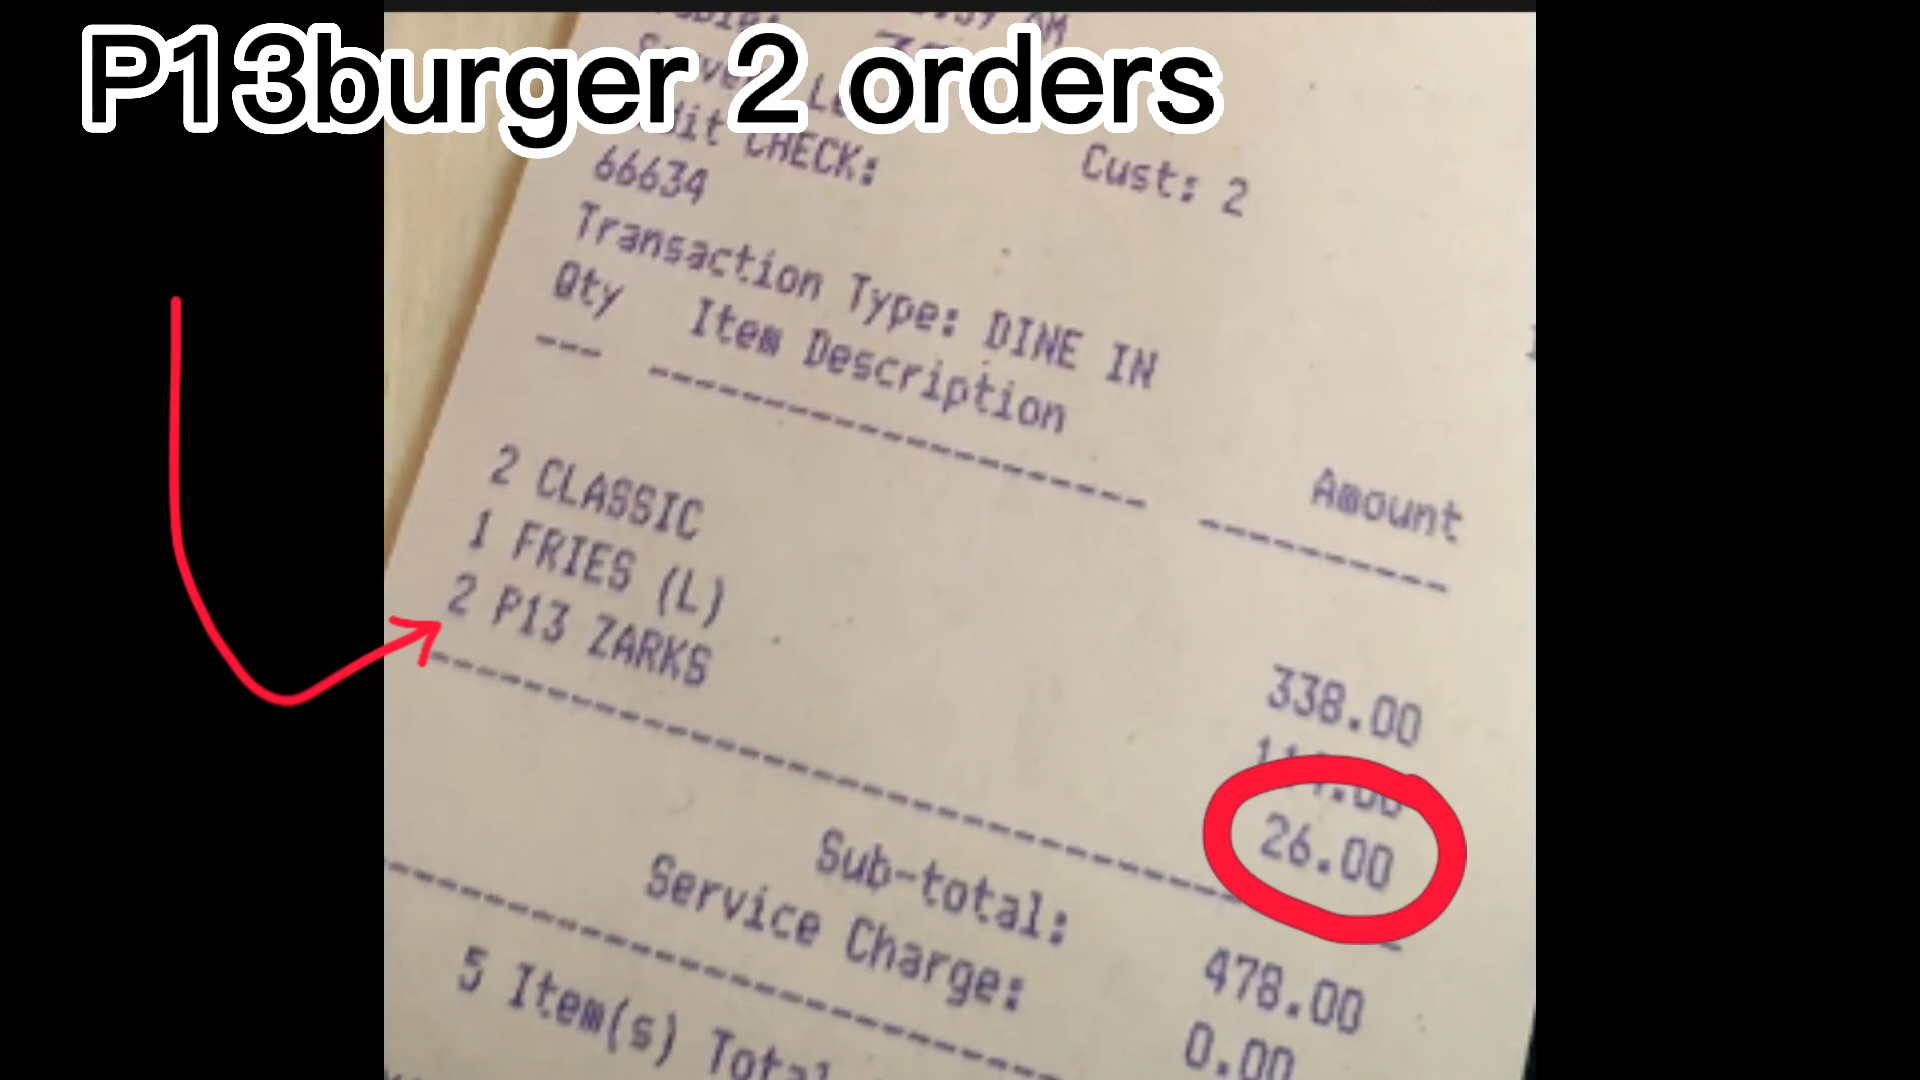 P13burger 2 orders
CHECK:
Cust: 2
66634
Transaction Type: DINE IN
Qty Item Description Amount
2 CLASSIC 338.00
1 FRIES (L)
2 P13 ZARKS 26.00
Sub-total: 478.00
Service Charge: 0.00
5 Item(s) Total